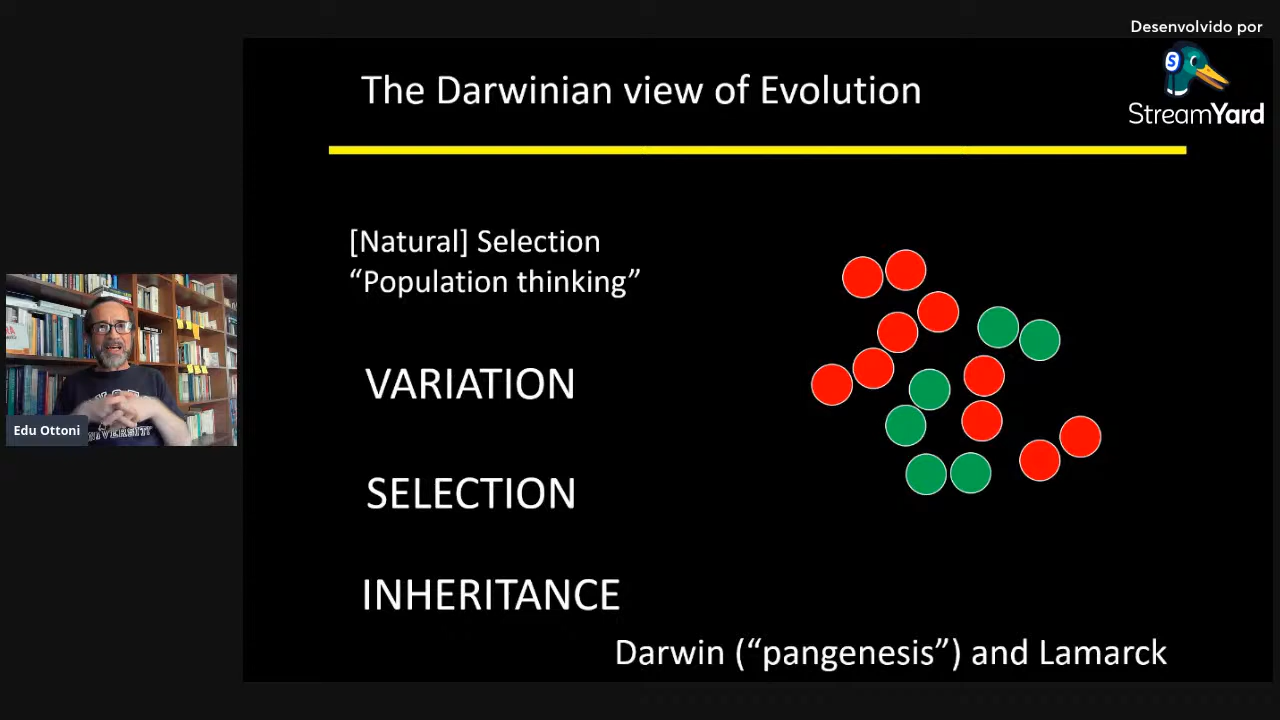 Desenvolvido por
StreamYard
The Darwinian view of Evolution
[Natural] Selection
“Population thinking”
VARIATION
SELECTION
INHERITANCE
Darwin (“pangenesis”) and Lamarck
Edu Ottoni